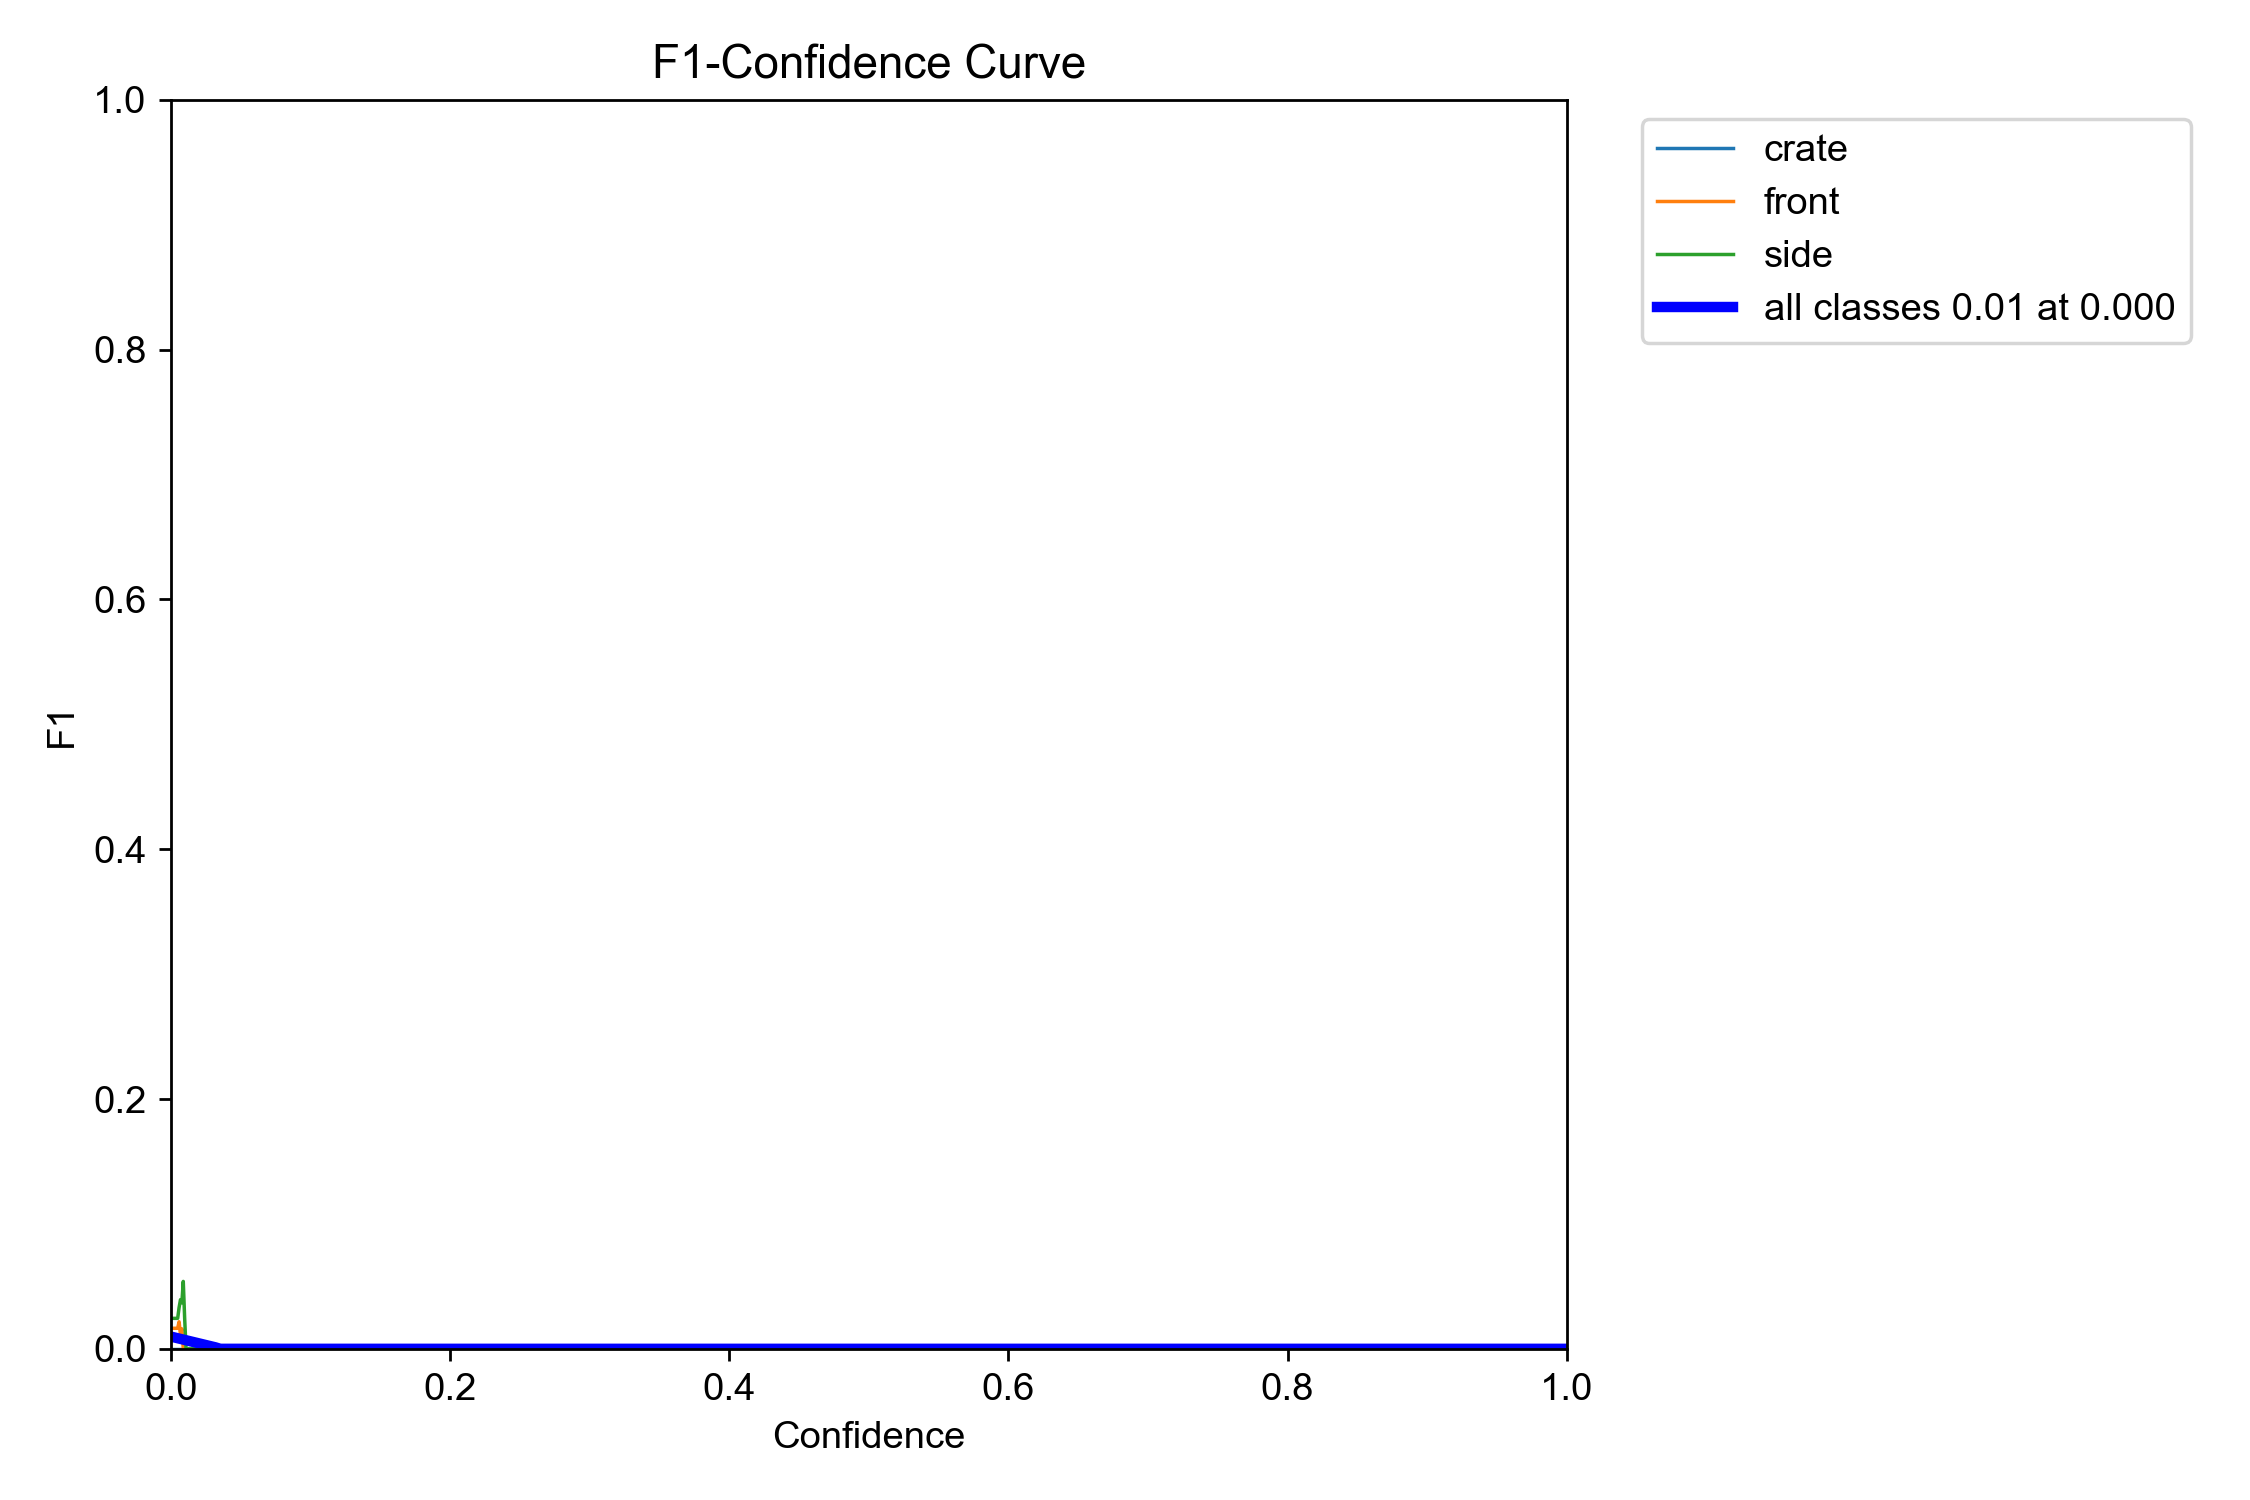 F1-Confidence Curve
1.0
0.8
0.6
0.4
0.2
0.0
F1
0.0 0.2 0.4 0.6 0.8 1.0
Confidence
crate
front
side
all classes 0.01 at 0.000